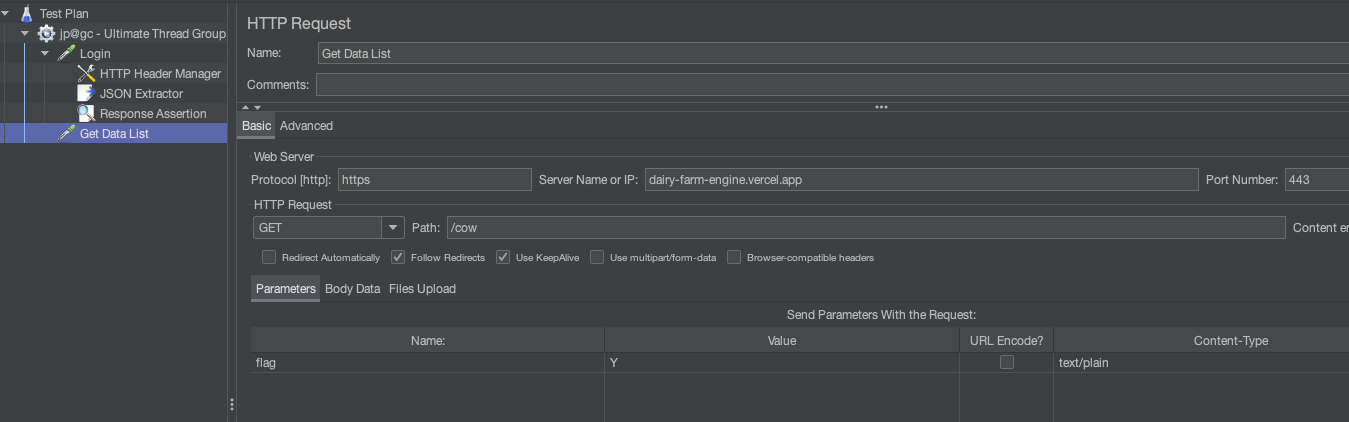 Test Plan
jp@gc - Ultimate Thread Group
Login
HTTP Header Manager
JSON Extractor
Response Assertion
Get Data List
HTTP Request
Name: Get Data List
Comments:
Basic Advanced
Web Server
Protocol [http]: https Server Name or IP: dairy-farm-engine.vercel.app Port Number: 443
HTTP Request
GET Path: /cow Content en
Redirect Automatically Follow Redirects Use KeepAlive Use multipart/form-data Browser-compatible headers
Parameters Body Data Files Upload
Send Parameters With the Request:
Name: Value URL Encode? Content-Type
flag Y text/plain